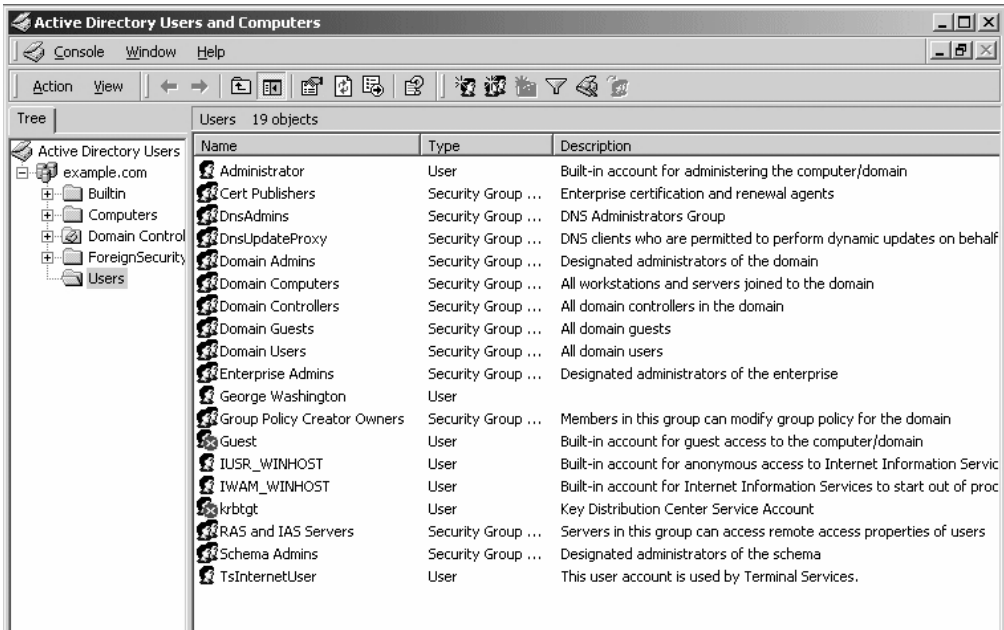 Active Directory Users and Computers
Console Window Help
Action View
Tree
Users 19 objects
Active Directory Users
example.com
Builtin
Computers
Domain Control
ForeignSecurity
Users
Name Type Description
Administrator User Built-in account for administering the computer/domain
Cert Publishers Security Group ... Enterprise certification and renewal agents
DnsAdmins Security Group ... DNS Administrators Group
DnsUpdateProxy Security Group ... DNS clients who are permitted to perform dynamic updates on behalf
Domain Admins Security Group ... Designated administrators of the domain
Domain Computers Security Group ... All workstations and servers joined to the domain
Domain Controllers Security Group ... All domain controllers in the domain
Domain Guests Security Group ... All domain guests
Domain Users Security Group ... All domain users
Enterprise Admins Security Group ... Designated administrators of the enterprise
George Washington User
Group Policy Creator Owners Security Group ... Members in this group can modify group policy for the domain
Guest User Built-in account for guest access to the computer/domain
IUSR_WINHOST User Built-in account for anonymous access to Internet Information Servic
IWAM_WINHOST User Built-in account for Internet Information Services to start out of proc
krbtgt User Key Distribution Center Service Account
RAS and IAS Servers Security Group ... Servers in this group can access remote access properties of users
Schema Admins Security Group ... Designated administrators of the schema
TsInternetUser User This user account is used by Terminal Services.